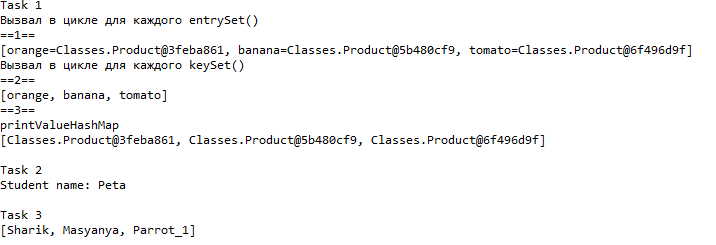 Task 1
Вызвал в цикле для каждого entrySet()
==1==
[orange=Classes.Product@3feba861, banana=Classes.Product@5b480cf9, tomato=Classes.Product@6f496d9f]
Вызвал в цикле для каждого keySet()
==2==
[orange, banana, tomato]
==3==
printValueHashMap
[Classes.Product@3feba861, Classes.Product@5b480cf9, Classes.Product@6f496d9f]
Task 2
Student name: Peta
Task 3
[Sharik, Masyanya, Parrot_1]